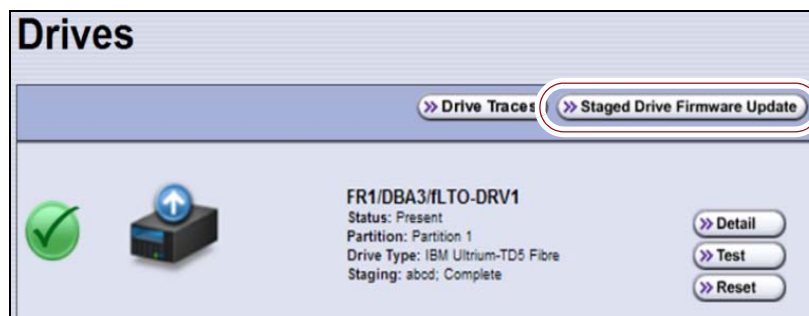 Drives
» Drive Traces » Staged Drive Firmware Update
FR1/DBA3/fLTO-DRV1
Status: Present
Partition: Partition 1
Drive Type: IBM Ultrium-TD5 Fibre
Staging: abcd; Complete
» Detail
» Test
» Reset